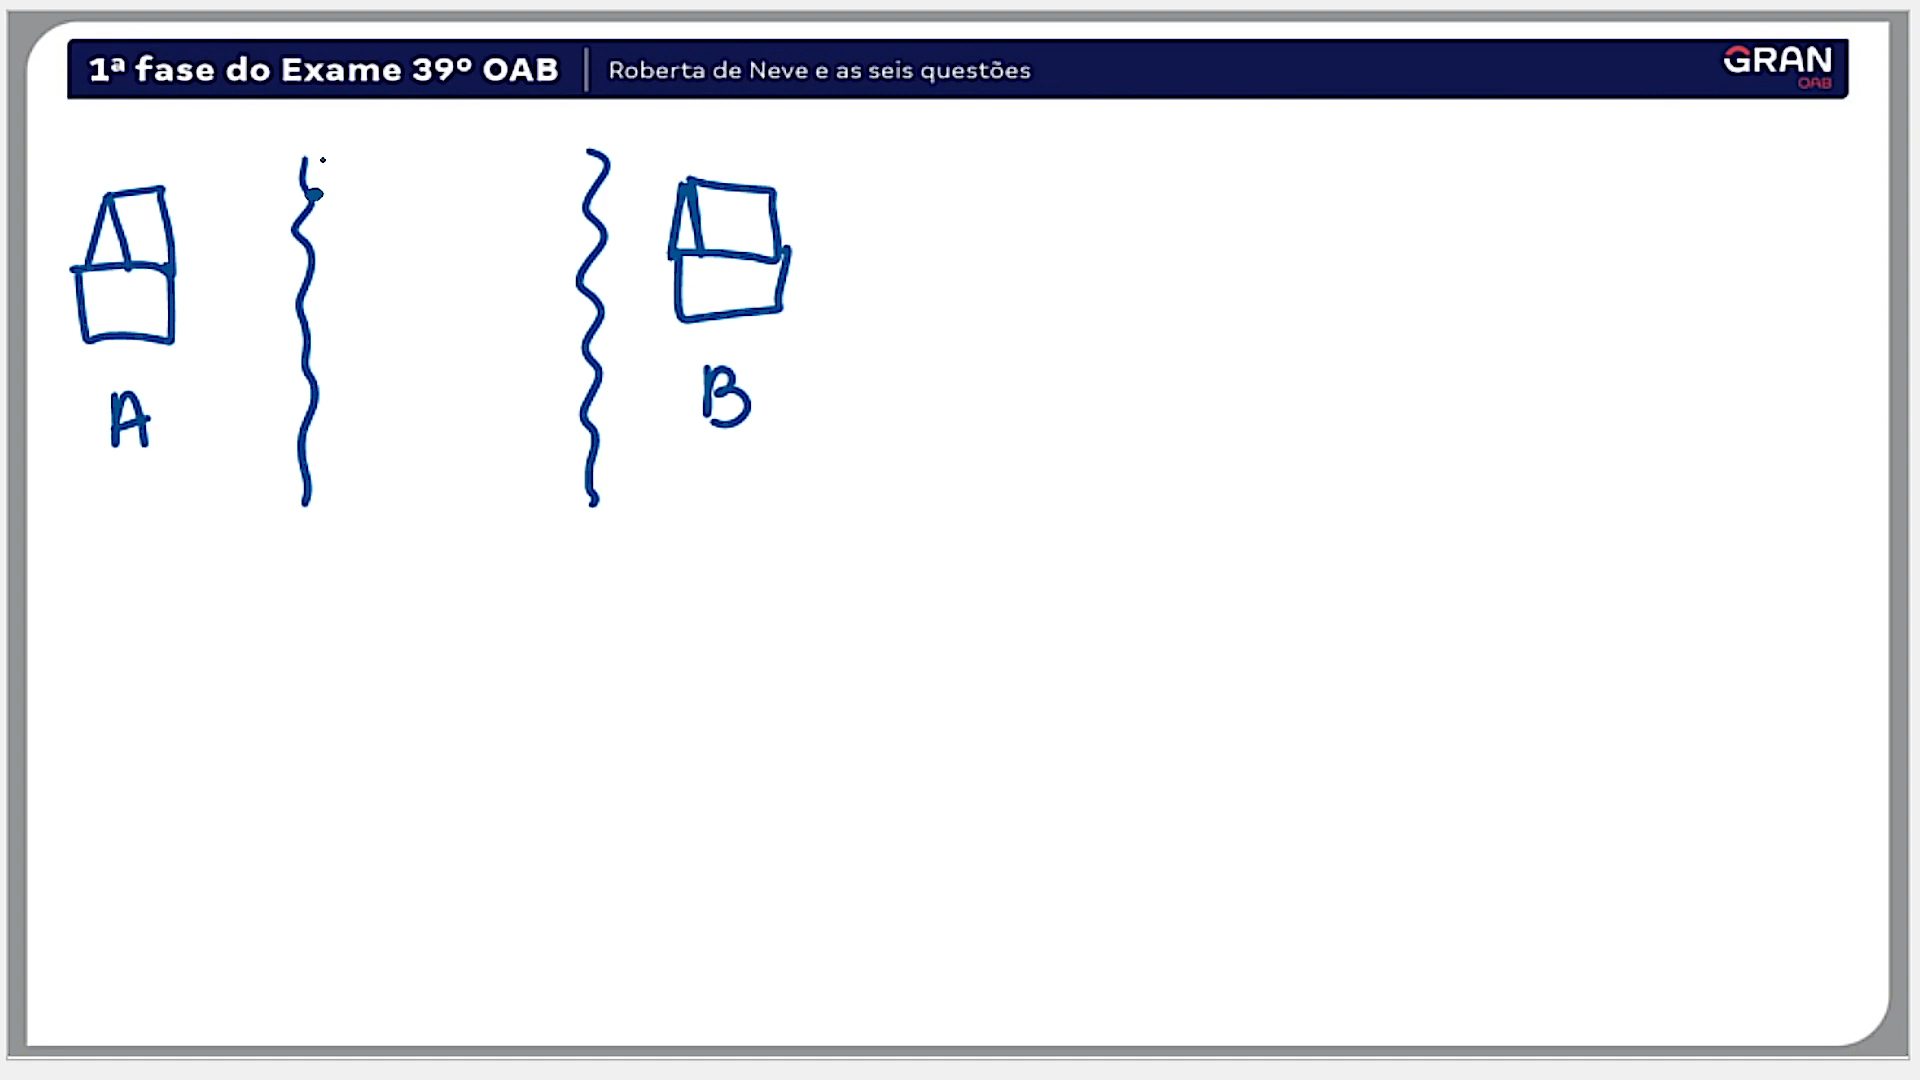 1ª fase do Exame 39º OAB
Roberta de Neve e as seis questões
GRAN
OAB
A
B